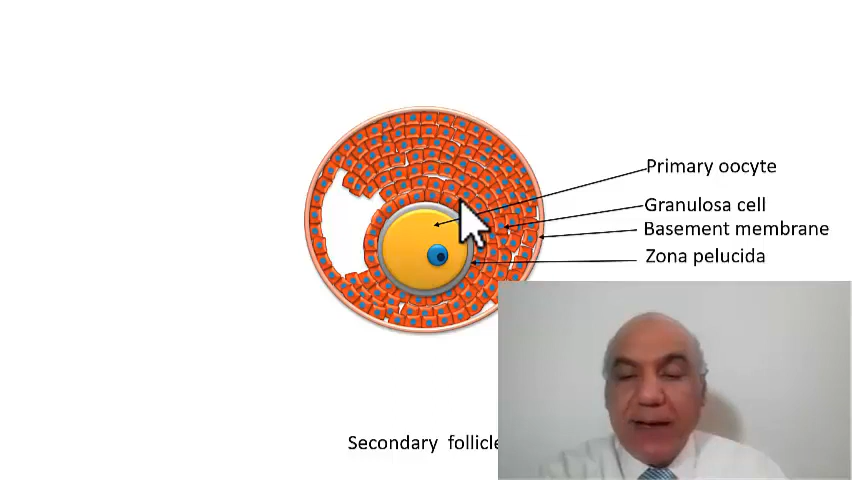 Primary oocyte
Granulosa cell
Basement membrane
Zona pelucida
Secondary follicle